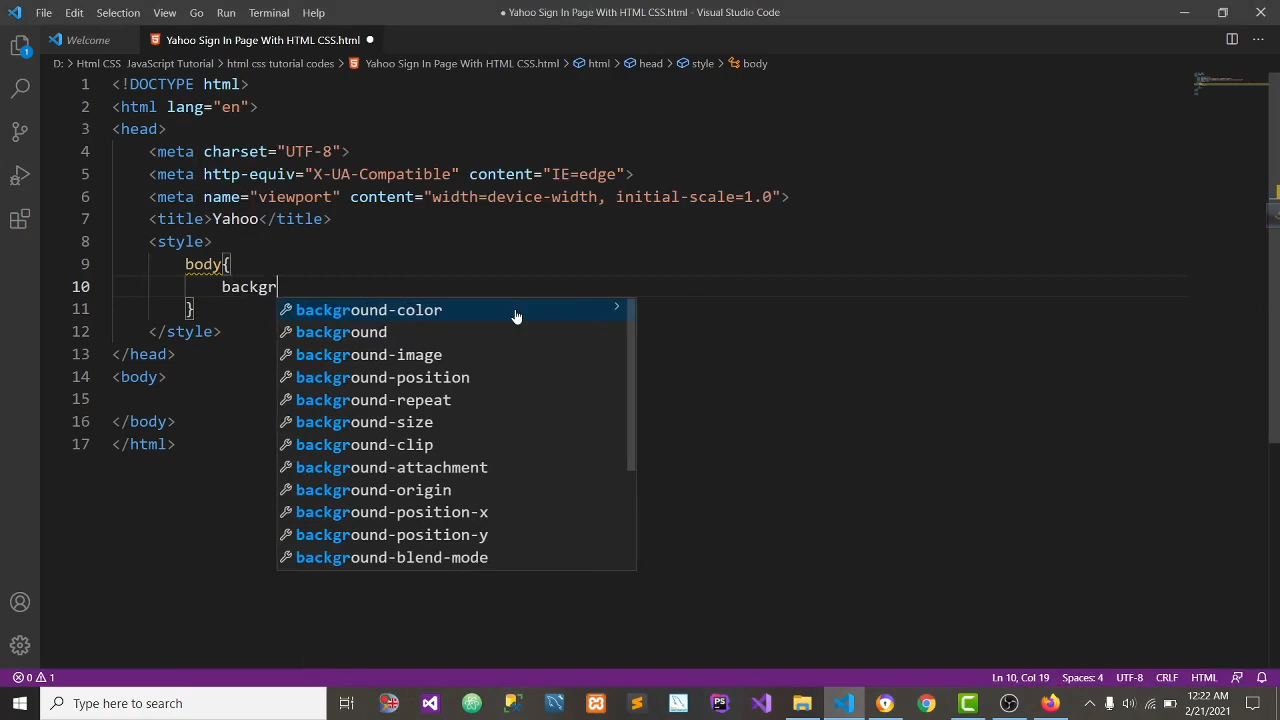 File Edit Selection View Go Run Terminal Help ● Yahoo Sign In Page With HTML CSS.html - Visual Studio Code
Welcome Yahoo Sign In Page With HTML CSS.html ●
D: > Html CSS JavaScript Tutorial > html css tutorial codes > Yahoo Sign In Page With HTML CSS.html > html > head > style > body
1 <!DOCTYPE html>
2 <html lang="en">
3 <head>
4 <meta charset="UTF-8">
5 <meta http-equiv="X-UA-Compatible" content="IE=edge">
6 <meta name="viewport" content="width=device-width, initial-scale=1.0">
7 <title>Yahoo</title>
8 <style>
9 body{
10 backgr
11 }
12 </style>
13 </head>
14 <body>
15
16 </body>
17 </html>
background-color >
background
background-image
background-position
background-repeat
background-size
background-clip
background-attachment
background-origin
background-position-x
background-position-y
background-blend-mode
1
0 1 Ln 10, Col 19 Spaces: 4 UTF-8 CRLF HTML
Type here to search PS 12:22 AM
2/21/2021